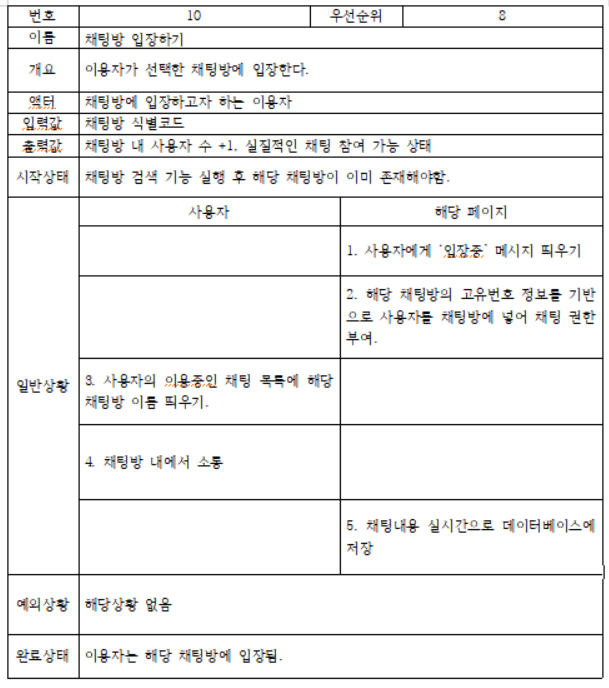 번호 10 우선순위 8
이름 채팅방 입장하기
개요 이용자가 선택한 채팅방에 입장한다.
액터 채팅방에 입장하고자 하는 이용자
입력값 채팅방 식별코드
출력값 채팅방 내 사용자 수 +1, 실질적인 채팅 참여 가능 상태
시작상태 채팅방 검색 기능 실행 후 해당 채팅방이 이미 존재해야함.
일반상황
사용자 해당 페이지
1. 사용자에게 '입장중' 메시지 띄우기
2. 해당 채팅방의 고유번호 정보를 기반
으로 사용자를 채팅방에 넣어 채팅 권한
부여.
3. 사용자의 이용중인 채팅 목록에 해당
채팅방 이름 띄우기.
4. 채팅방 내에서 소통
5. 채팅내용 실시간으로 데이터베이스에
저장
예외상황 해당상황 없음
완료상태 이용자는 해당 채팅방에 입장됨.